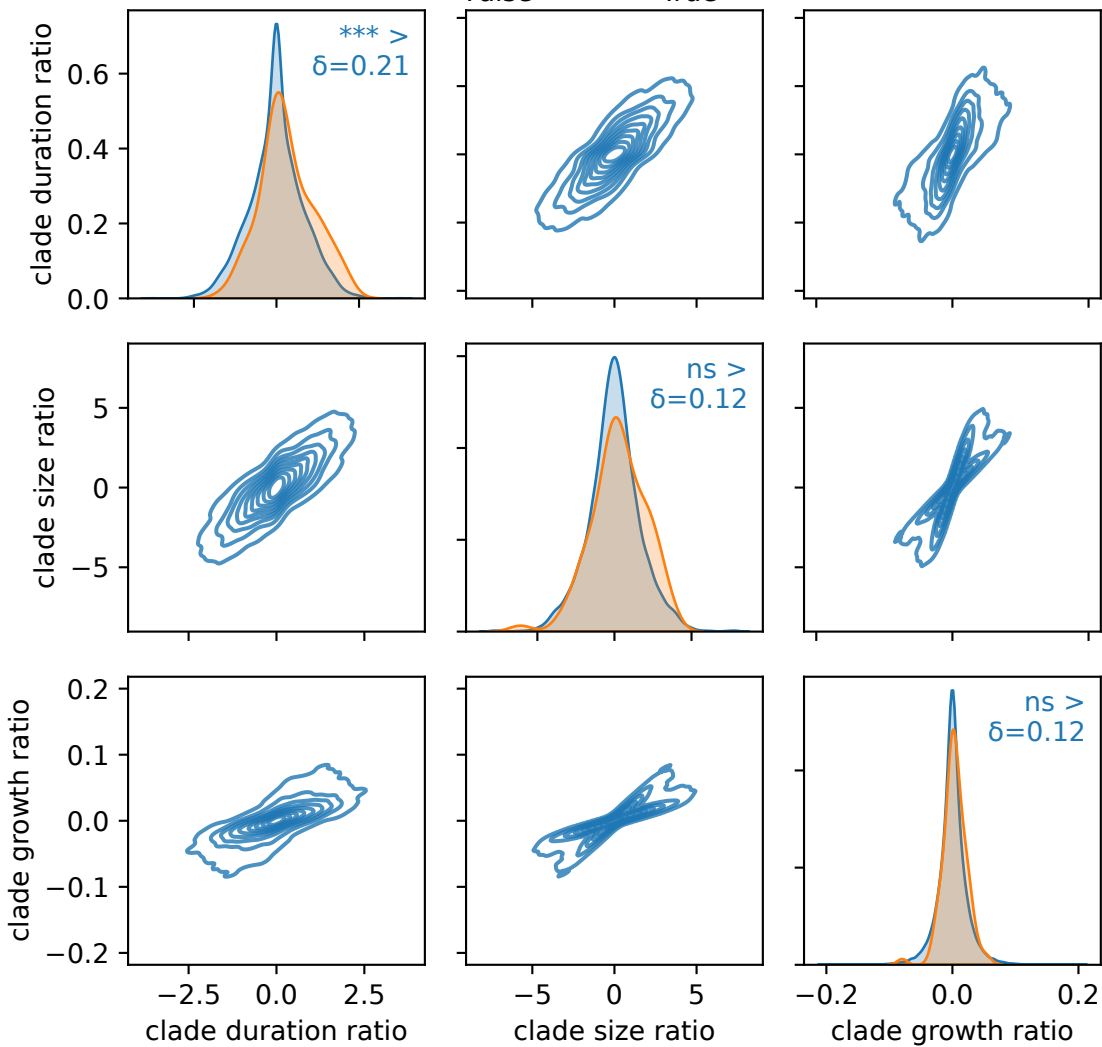 clade duration ratio
0.6
0.4
0.2
0.0
*** >
δ=0.21
clade size ratio
5
0
−5
ns >
δ=0.12
clade growth ratio
0.2
0.1
0.0
−0.1
−0.2
ns >
δ=0.12
−2.5 0.0 2.5
clade duration ratio
−5 0 5
clade size ratio
−0.2 0.0 0.2
clade growth ratio